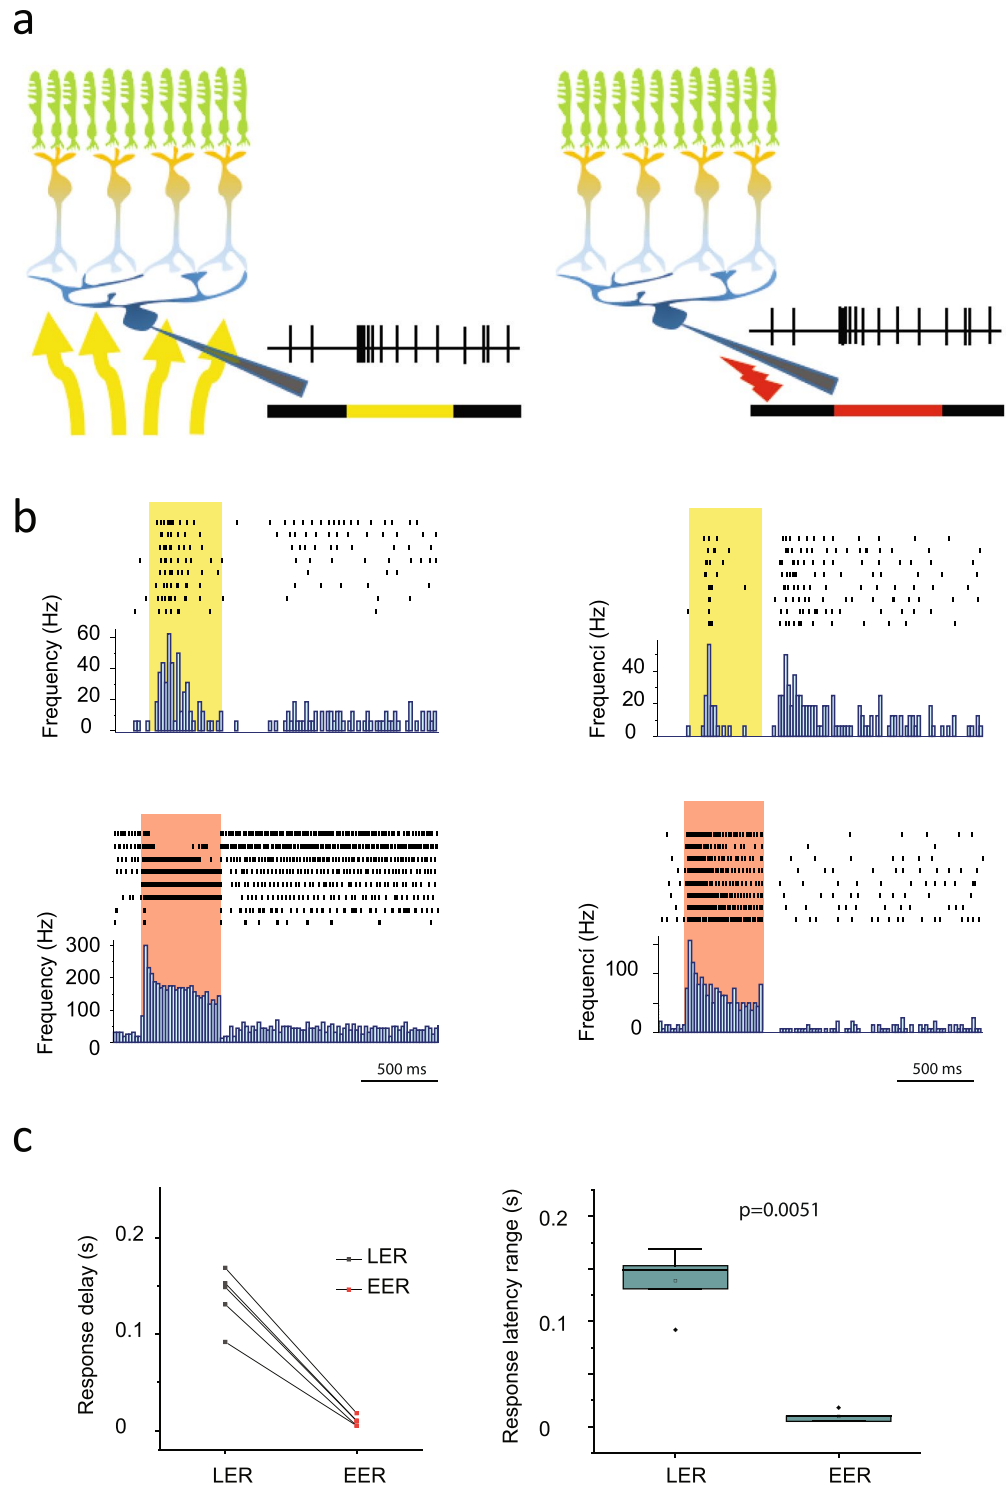 a
b
Frequency (Hz)
60
40
20
0
Frequencí (Hz)
40
20
0
Frequency (Hz)
300
200
100
0
500 ms
Frequencí (Hz)
100
0
500 ms
c
Response delay (s)
0.2
0.1
0
LER
EER
LER
EER
Response latency range (s)
0.2
0.1
0
p=0.0051
LER
EER